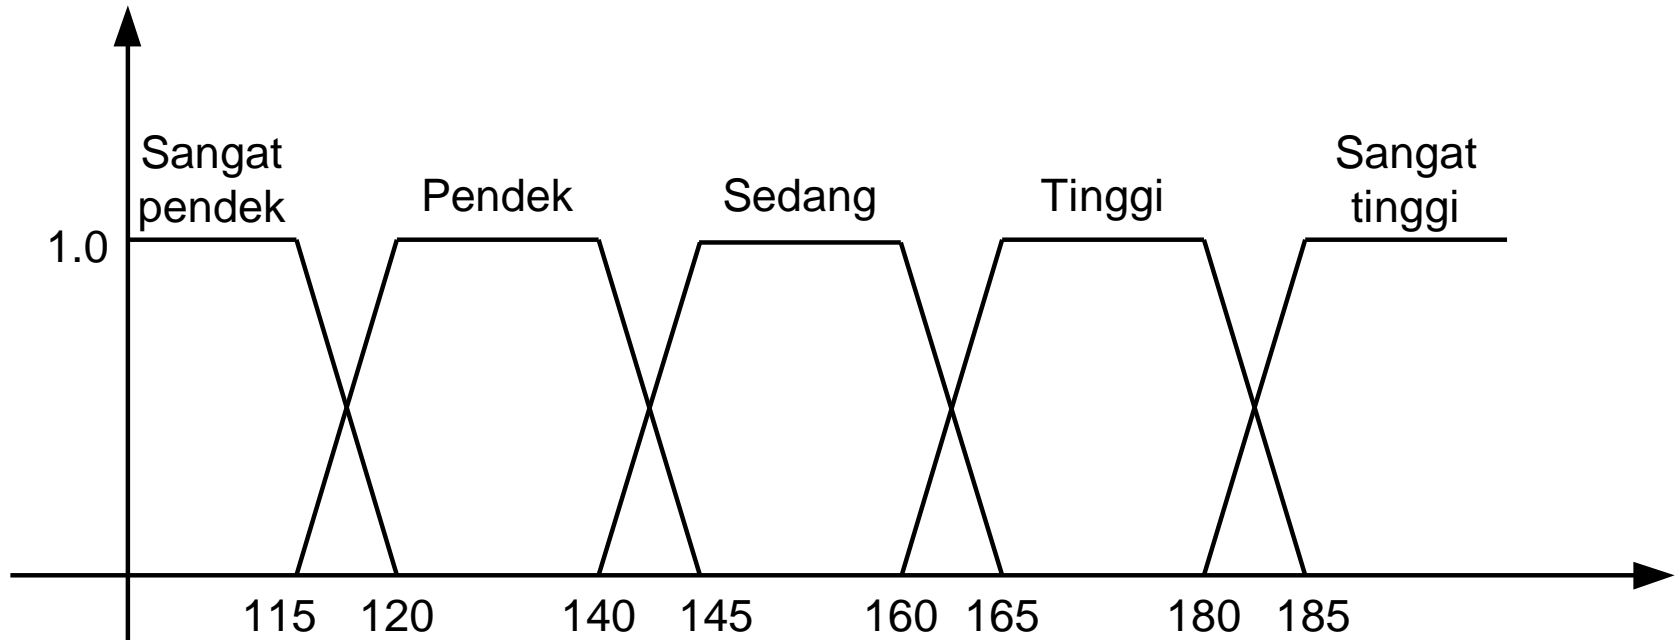 Sangat
pendek
Pendek
Sedang
Tinggi
Sangat
tinggi
1.0
115 120 140 145 160 165 180 185